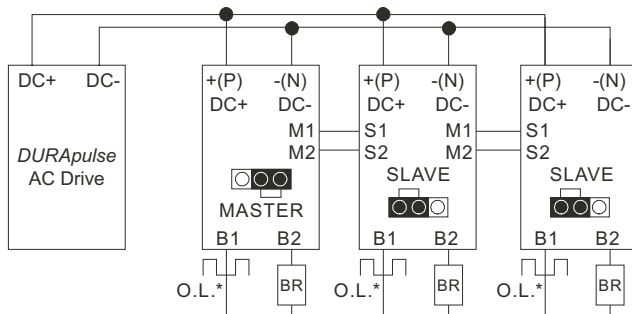 DC+ DC-
DURApulse
AC Drive
+(P) -(N)
DC+ DC-
M1
M2
MASTER
B1 B2
O.L.* BR
+(P) -(N)
DC+ DC-
S1 M1
S2 M2
SLAVE
B1 B2
O.L.* BR
+(P) -(N)
DC+ DC-
S1
S2
SLAVE
B1 B2
O.L.* BR